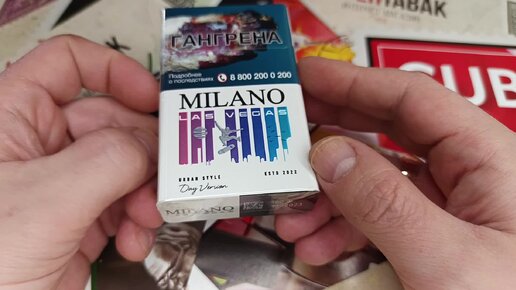 ТАБАК
ГАНГРЕНА
Подробнее
о последствиях
8 800 200 0 200
MILANO
LAS VEGAS
SUB
URBAN STYLE
ESTD 2022
Day Version
MILANO